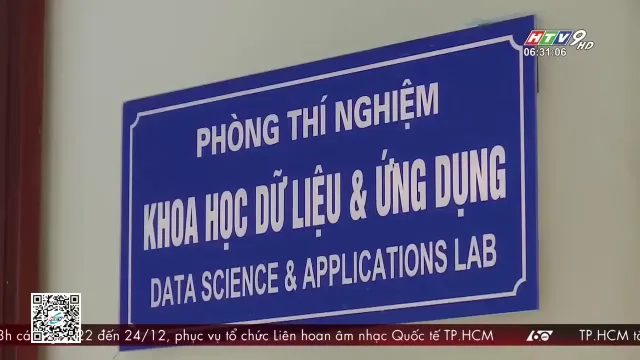 HTV9 HD
06:31:06
PHÒNG THÍ NGHIỆM
KHOA HỌC DỮ LIỆU & ỨNG DỤNG
DATA SCIENCE & APPLICATIONS LAB
22 đến 24/12, phục vụ tổ chức Liên hoan âm nhạc Quốc tế TP.HCM TP.HCM